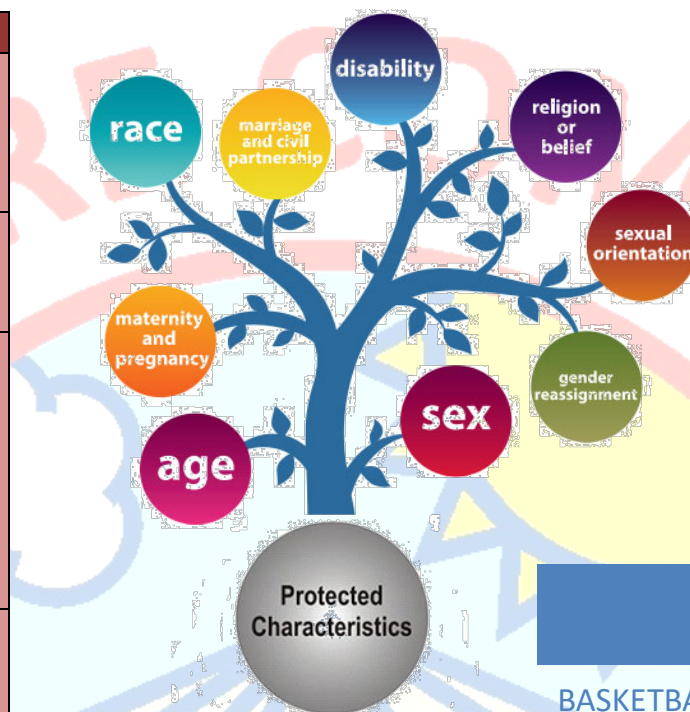 disability
race
marriage
and civil
partnership
religion
or
belief
sexual
orientation
maternity
and
pregnancy
gender
reassignment
sex
age
Protected
Characteristics